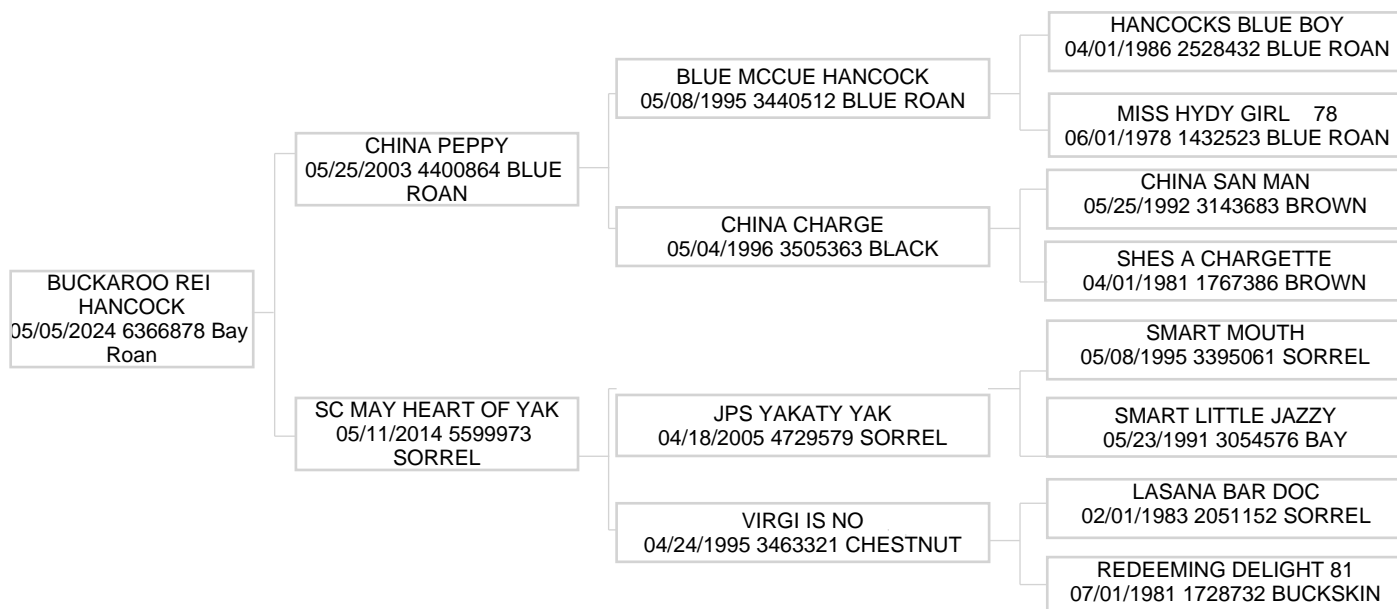 HANCOCKS BLUE BOY
04/01/1986 2528432 BLUE ROAN
BLUE MCCUE HANCOCK
05/08/1995 3440512 BLUE ROAN
MISS HYDY GIRL    78
06/01/1978 1432523 BLUE ROAN
CHINA PEPPY
05/25/2003 4400864 BLUE
ROAN
CHINA SAN MAN
05/25/1992 3143683 BROWN
CHINA CHARGE
05/04/1996 3505363 BLACK
SHES A CHARGETTE
04/01/1981 1767386 BROWN
BUCKAROO REI
HANCOCK
05/05/2024 6366878 Bay
Roan
SMART MOUTH
05/08/1995 3395061 SORREL
SC MAY HEART OF YAK
05/11/2014 5599973
SORREL
JPS YAKATY YAK
04/18/2005 4729579 SORREL
SMART LITTLE JAZZY
05/23/1991 3054576 BAY
LASANA BAR DOC
02/01/1983 2051152 SORREL
VIRGI IS NO
04/24/1995 3463321 CHESTNUT
REDEEMING DELIGHT 81
07/01/1981 1728732 BUCKSKIN